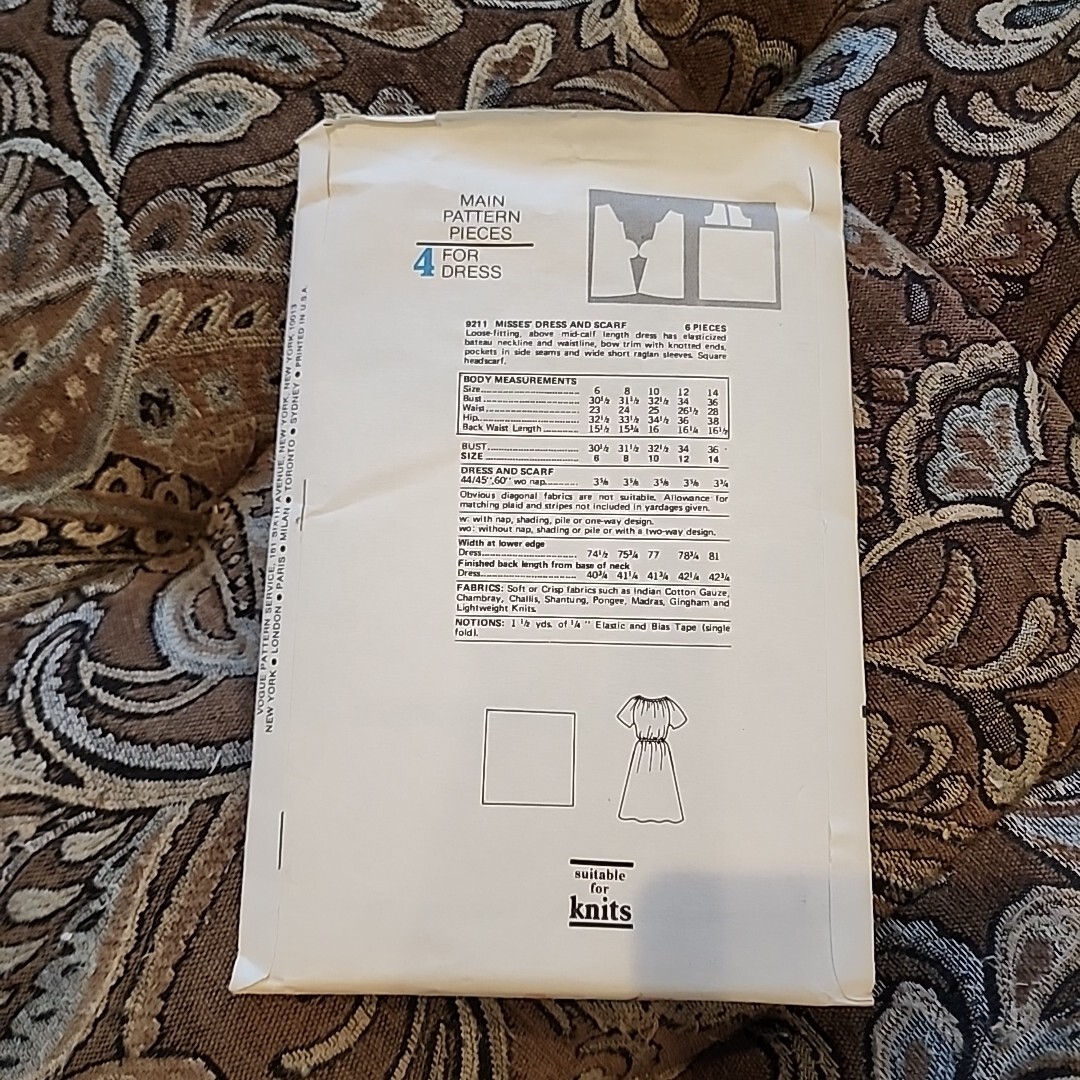 MAIN
PATTERN
PIECES
4 FOR
DRESS
9211 MISSES' DRESS AND SCARF 6 PIECES
Loose-fitting, above mid-calf length dress has elasticized
bateau neckline and waistline, bow trim with knotted ends,
pockets in side seams and wide short raglan sleeves. Square
headscarf.
BODY MEASUREMENTS
Size 6 8 10 12 14
Bust 30½ 31½ 32½ 34 36
Waist 23 24 25 26½ 28
Hip 32½ 33½ 34½ 36 38
Back Waist Length 15½ 15¾ 16 16¼ 16½
BUST 30½ 31½ 32½ 34 36
SIZE 6 8 10 12 14
DRESS AND SCARF
44/45",60" wo nap 3⅝ 3⅝ 3⅝ 3⅝ 3¾
Obvious diagonal fabrics are not suitable. Allowance for
matching plaid and stripes not included in yardages given.
w: with nap, shading, pile or one-way design.
wo: without nap, shading or pile or with a two-way design.
Width at lower edge
Dress 74½ 75¾ 77 78¾ 81
Finished back length from base of neck
Dress 40¾ 41¼ 41¾ 42¼ 42¾
FABRICS: Soft or Crisp fabrics such as Indian Cotton Gauze,
Chambray, Challis, Shantung, Pongee, Madras, Gingham and
Lightweight Knits.
NOTIONS: 1 ½ yds. of ¼ " Elastic and Bias Tape (single
fold).
suitable
for
knits
VOGUE PATTERN SERVICE, 161 SIXTH AVENUE, NEW YORK, NEW YORK 10013
NEW YORK ● LONDON ● PARIS ● MILAN ● TORONTO ● SYDNEY ● PRINTED IN U.S.A.